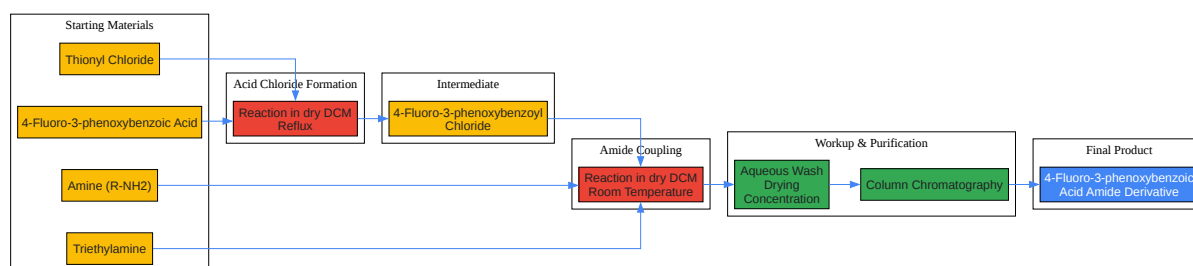 Starting Materials
Thionyl Chloride
4-Fluoro-3-phenoxybenzoic Acid
Amine (R-NH2)
Triethylamine
Acid Chloride Formation
Reaction in dry DCM
Reflux
Intermediate
4-Fluoro-3-phenoxybenzoyl
Chloride
Amide Coupling
Reaction in dry DCM
Room Temperature
Workup & Purification
Aqueous Wash
Drying
Concentration
Column Chromatography
Final Product
4-Fluoro-3-phenoxybenzoic
Acid Amide Derivative